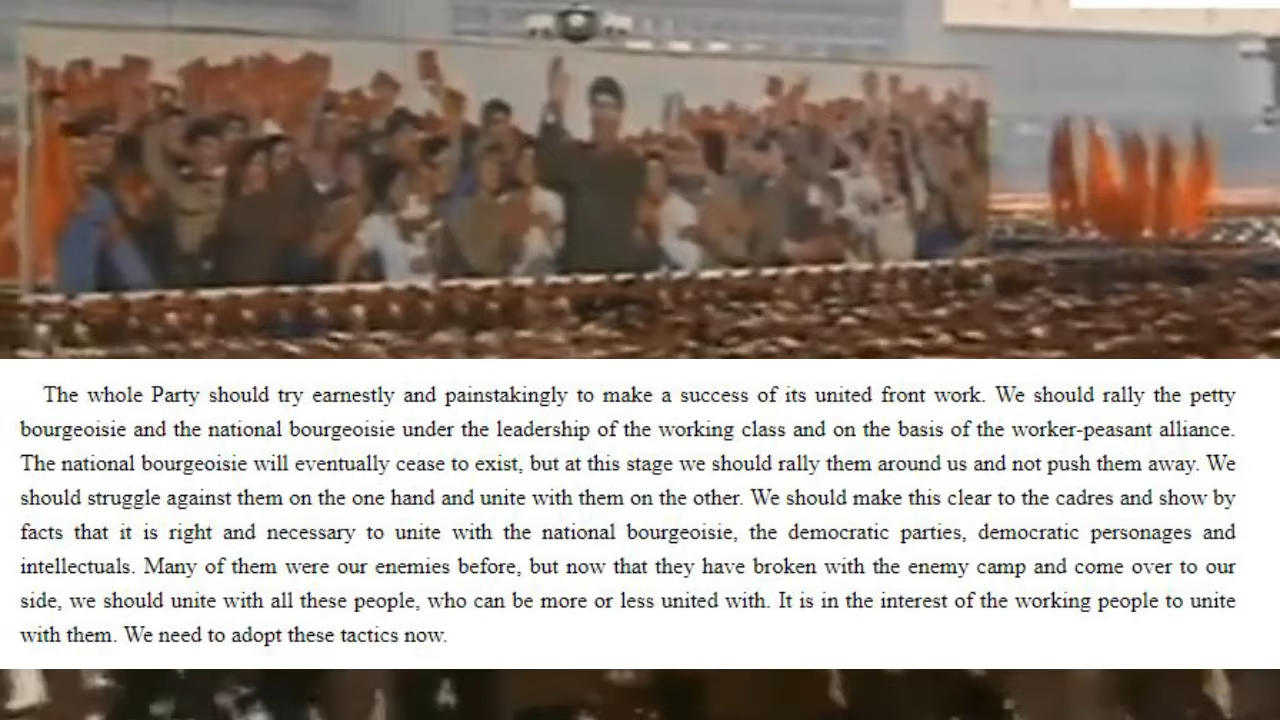 The whole Party should try earnestly and painstakingly to make a success of its united front work. We should rally the petty
bourgeoisie and the national bourgeoisie under the leadership of the working class and on the basis of the worker-peasant alliance.
The national bourgeoisie will eventually cease to exist, but at this stage we should rally them around us and not push them away. We
should struggle against them on the one hand and unite with them on the other. We should make this clear to the cadres and show by
facts that it is right and necessary to unite with the national bourgeoisie, the democratic parties, democratic personages and
intellectuals. Many of them were our enemies before, but now that they have broken with the enemy camp and come over to our
side, we should unite with all these people, who can be more or less united with. It is in the interest of the working people to unite
with them. We need to adopt these tactics now.